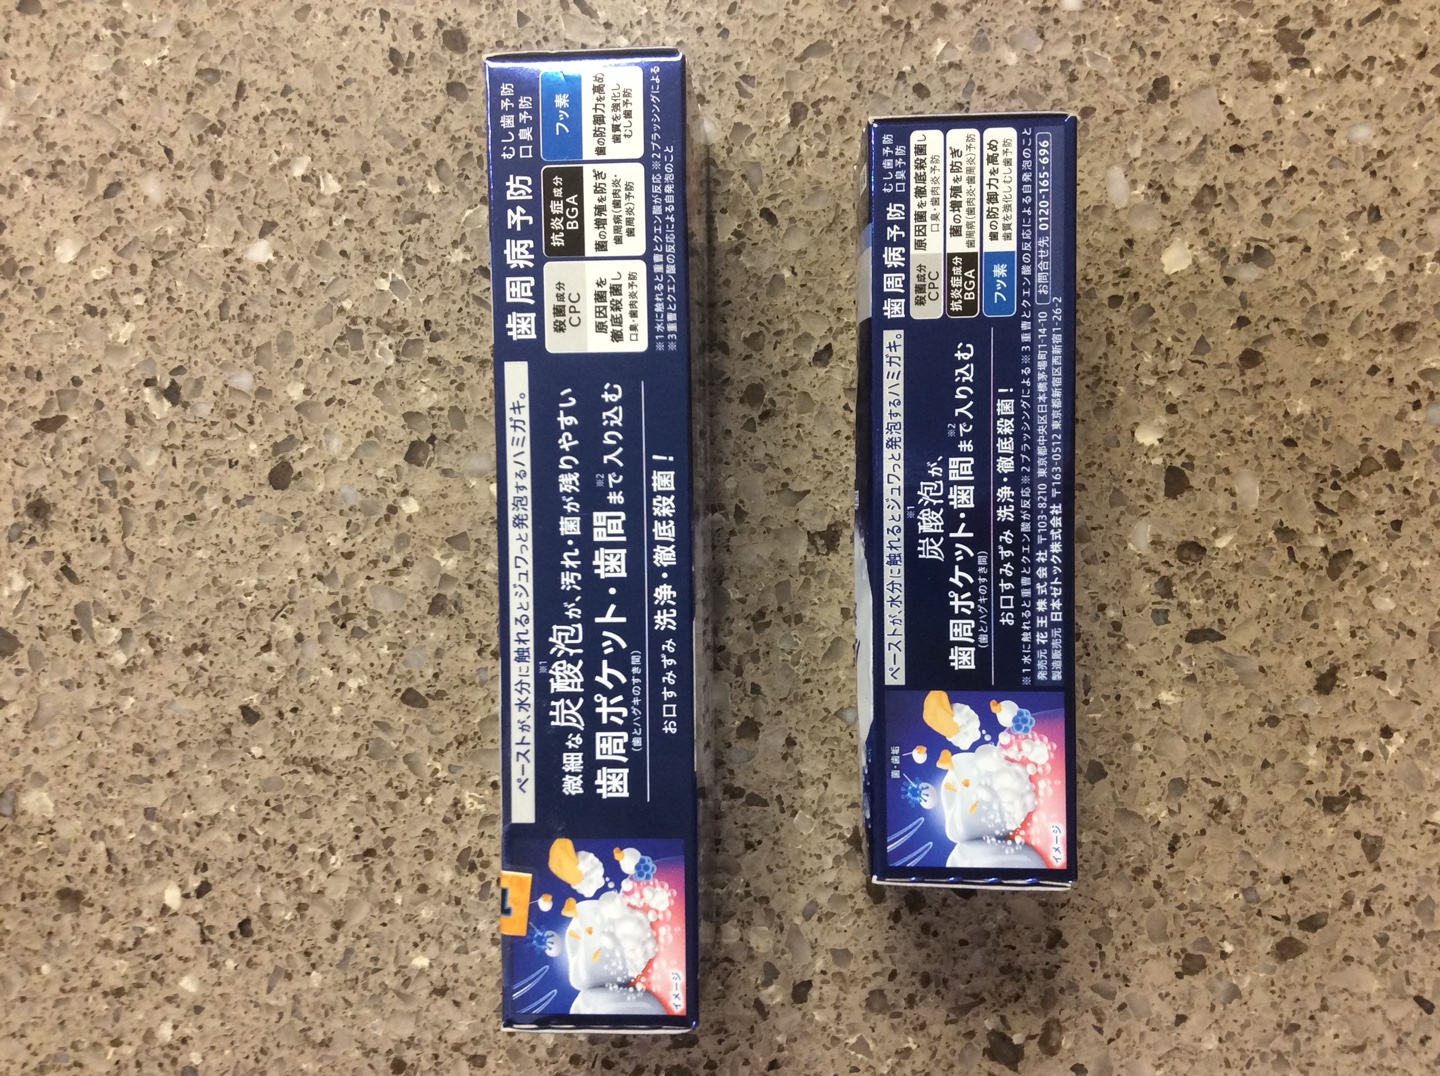 ペーストが、水分に触れるとジュワっと発泡するハミガキ。
微細な炭酸泡※1が、汚れ・菌が残りやすい
歯周ポケット・歯間※2まで入り込む
(歯とハグキのすき間)
お口すみずみ 洗浄・徹底殺菌!
イメージ
歯周病予防 むし歯予防
口臭予防
殺菌成分
CPC
原因菌を
徹底殺菌し
口臭・歯肉炎予防
抗炎症成分
BGA
菌の増殖を防ぎ
歯周病(歯肉炎・
歯周炎)予防
フッ素
歯の防御力を高め
歯質を強化し
むし歯予防
※1 水に触れると重曹とクエン酸が反応 ※2 ブラッシングによる
※3 重曹とクエン酸の反応による自発泡のこと
ペーストが、水分に触れるとジュワっと発泡するハミガキ。
炭酸泡※1が、
歯周ポケット・歯間※2まで入り込む
(歯とハグキのすき間)
お口すみずみ 洗浄・徹底殺菌!
菌・歯垢
イメージ
歯周病予防 むし歯予防
口臭予防
殺菌成分
CPC
原因菌を徹底殺菌し
口臭・歯肉炎予防
抗炎症成分
BGA
菌の増殖を防ぎ
歯周病(歯肉炎・歯周炎)予防
フッ素
歯の防御力を高め
歯質を強化しむし歯予防
※1 水に触れると重曹とクエン酸が反応 ※2 ブラッシングによる ※3 重曹とクエン酸の反応による自発泡のこと
発売元 花王株式会社 〒103-8210 東京都中央区日本橋茅場町1-14-10 お問合せ先 0120-165-696
製造販売元 日本ゼトック株式会社 〒163-0512 東京都新宿区西新宿1-26-2